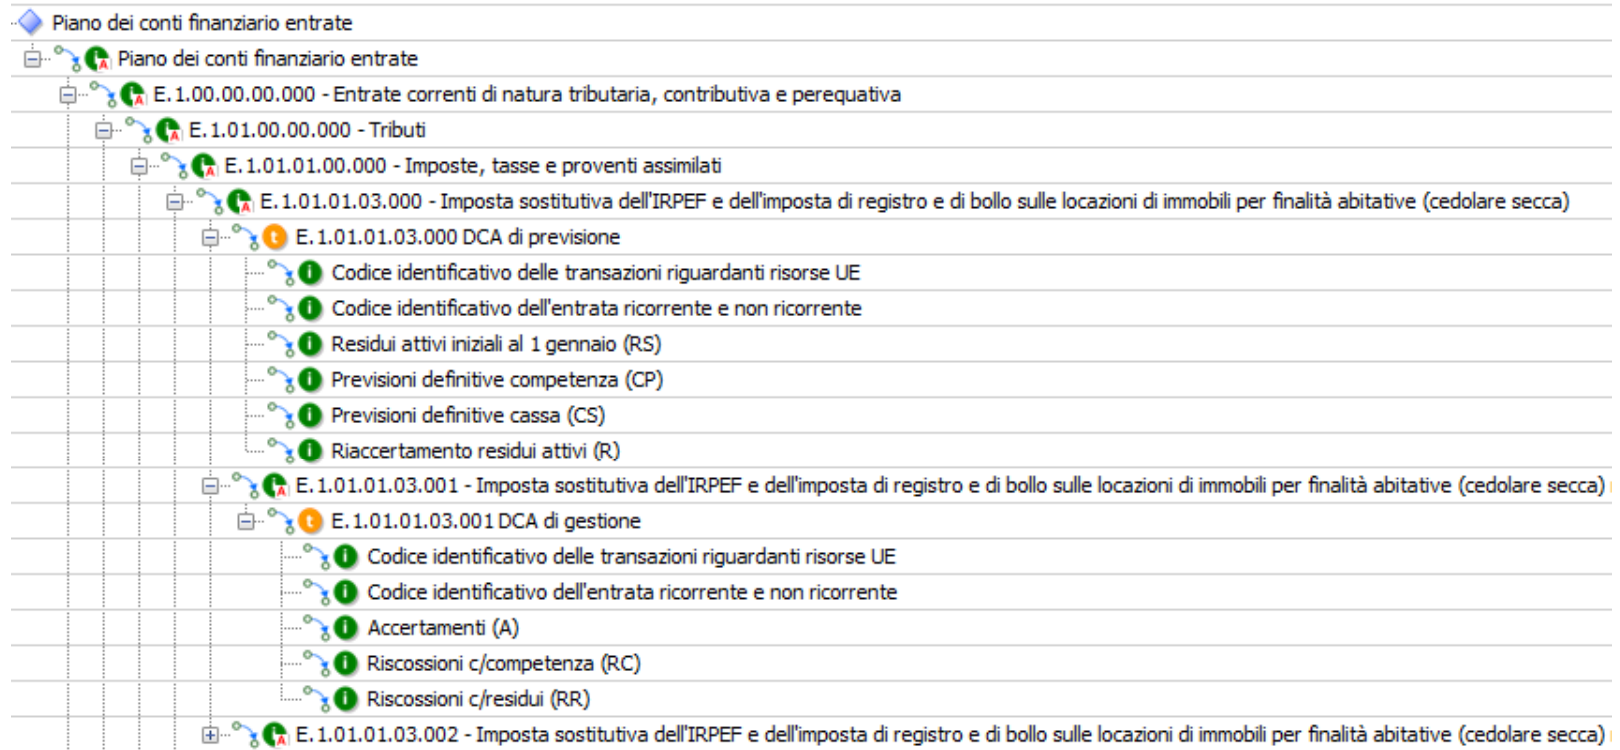 Piano dei conti finanziario entrate
Piano dei conti finanziario entrate
E.1.00.00.00.000 - Entrate correnti di natura tributaria, contributiva e perequativa
E.1.01.00.00.000 - Tributi
E.1.01.01.00.000 - Imposte, tasse e proventi assimilati
E.1.01.01.03.000 - Imposta sostitutiva dell'IRPEF e dell'imposta di registro e di bollo sulle locazioni di immobili per finalità abitative (cedolare secca)
E.1.01.01.03.000 DCA di previsione
Codice identificativo delle transazioni riguardanti risorse UE
Codice identificativo dell'entrata ricorrente e non ricorrente
Residui attivi iniziali al 1 gennaio (RS)
Previsioni definitive competenza (CP)
Previsioni definitive cassa (CS)
Riaccertamento residui attivi (R)
E.1.01.01.03.001 - Imposta sostitutiva dell'IRPEF e dell'imposta di registro e di bollo sulle locazioni di immobili per finalità abitative (cedolare secca)
E.1.01.01.03.001 DCA di gestione
Codice identificativo delle transazioni riguardanti risorse UE
Codice identificativo dell'entrata ricorrente e non ricorrente
Accertamenti (A)
Riscossioni c/competenza (RC)
Riscossioni c/residui (RR)
E.1.01.01.03.002 - Imposta sostitutiva dell'IRPEF e dell'imposta di registro e di bollo sulle locazioni di immobili per finalità abitative (cedolare secca)